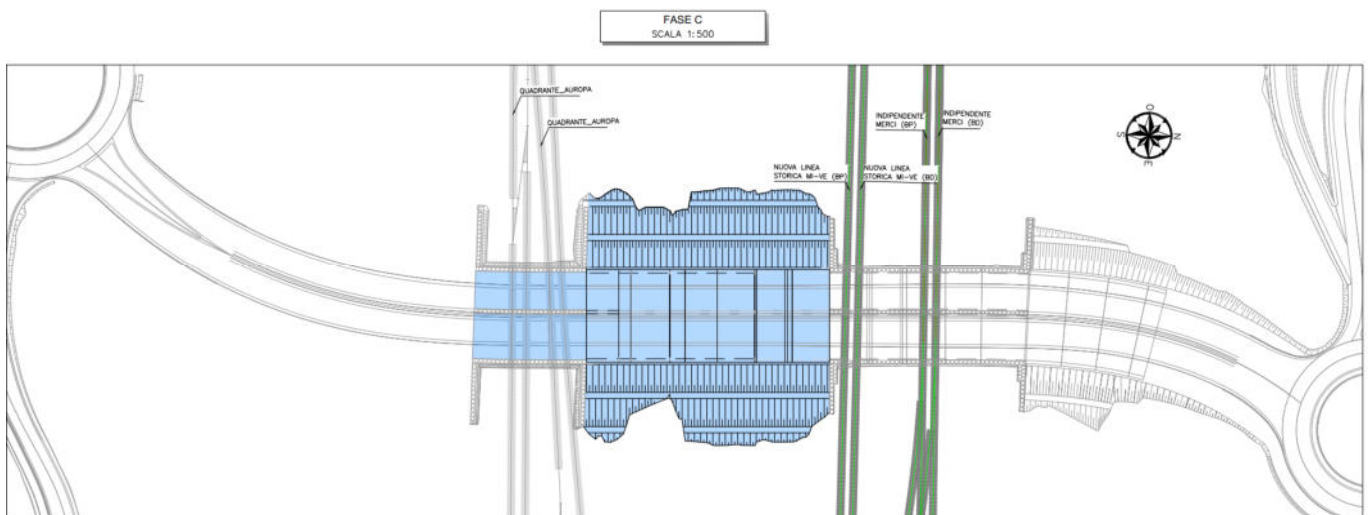 FASE C
SCALA 1:500
QUADRANTE_AUROPA
QUADRANTE_AUROPA
INDIPENDENTE
MERCI (BP)
INDIPENDENTE
MERCI (BD)
NUOVA LINEA
STORICA MI-VE (BP)
NUOVA LINEA
STORICA MI-VE (BD)
O
S
N
E